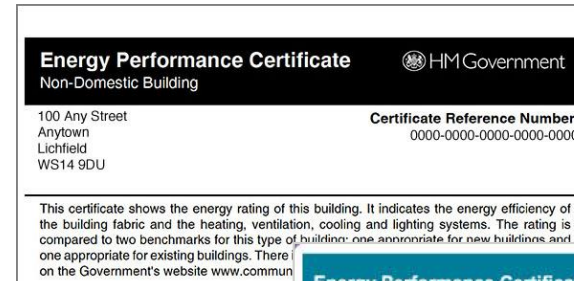 Energy Performance Certificate
HM Government
Non-Domestic Building
100 Any Street
Anytown
Lichfield
WS14 9DU
Certificate Reference Number
0000-0000-0000-0000-0000
This certificate shows the energy rating of this building. It indicates the energy efficiency of
the building fabric and the heating, ventilation, cooling and lighting systems. The rating is
compared to two benchmarks for this type of building: one appropriate for new buildings and
one appropriate for existing buildings. There
on the Government's website www.commun
Energy Performance Certific